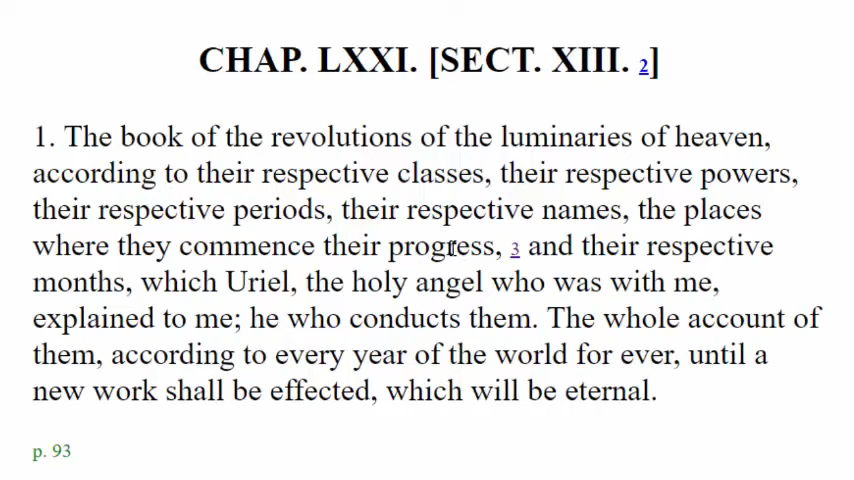 CHAP. LXXI. [SECT. XIII. 2]
1. The book of the revolutions of the luminaries of heaven,
according to their respective classes, their respective powers,
their respective periods, their respective names, the places
where they commence their progress, 3 and their respective
months, which Uriel, the holy angel who was with me,
explained to me; he who conducts them. The whole account of
them, according to every year of the world for ever, until a
new work shall be effected, which will be eternal.
p. 93